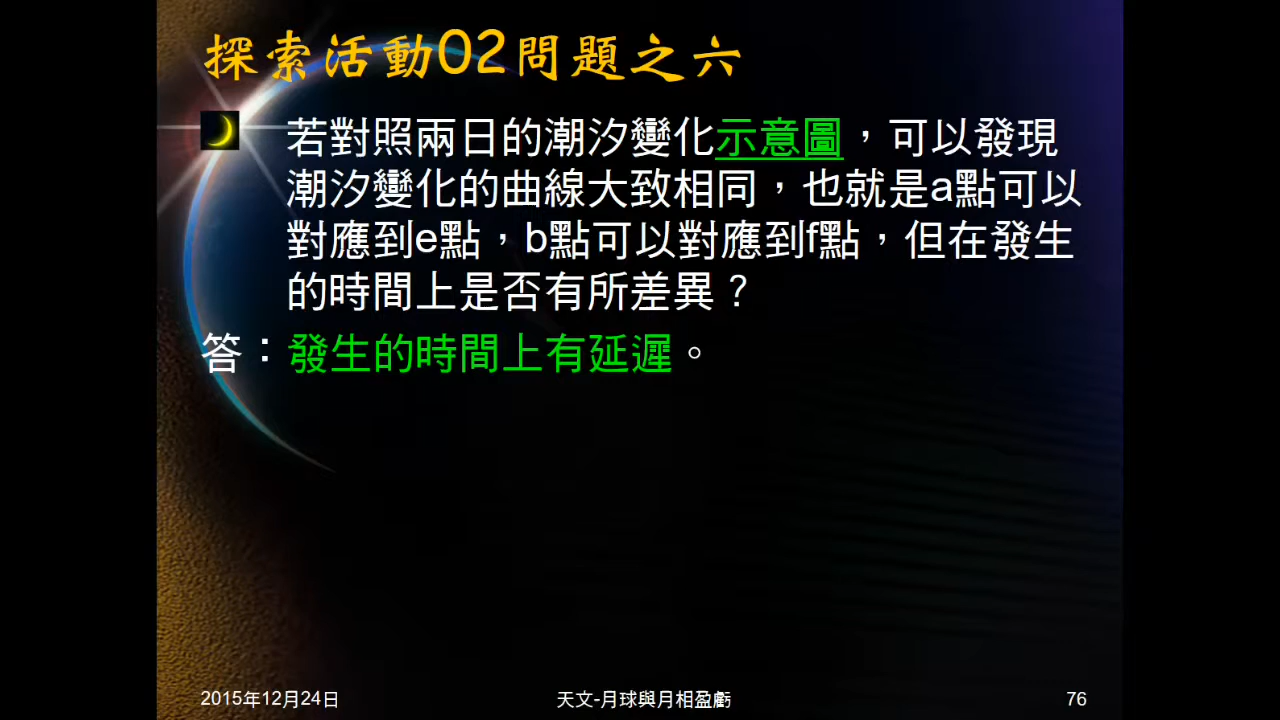 探索活動02問題之六
若對照兩日的潮汐變化示意圖，可以發現
潮汐變化的曲線大致相同，也就是a點可以
對應到e點，b點可以對應到f點，但在發生
的時間上是否有所差異？
答：發生的時間上有延遲。
2015年12月24日
天文-月球與月相盈虧
76